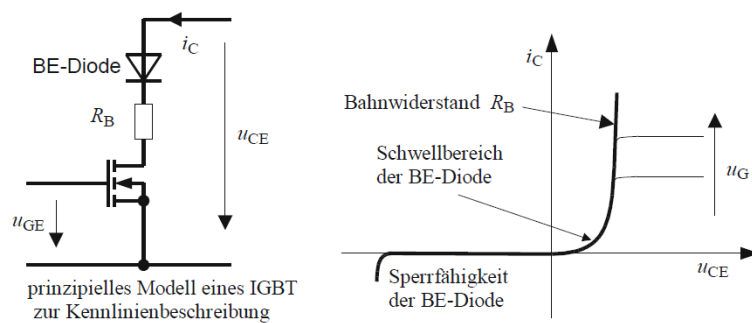 i_C
BE-Diode
R_B
u_CE
u_GE
prinzipielles Modell eines IGBT
zur Kennlinienbeschreibung
i_C
Bahnwiderstand R_B
Schwellbereich
der BE-Diode
u_G
u_CE
Sperrfähigkeit
der BE-Diode